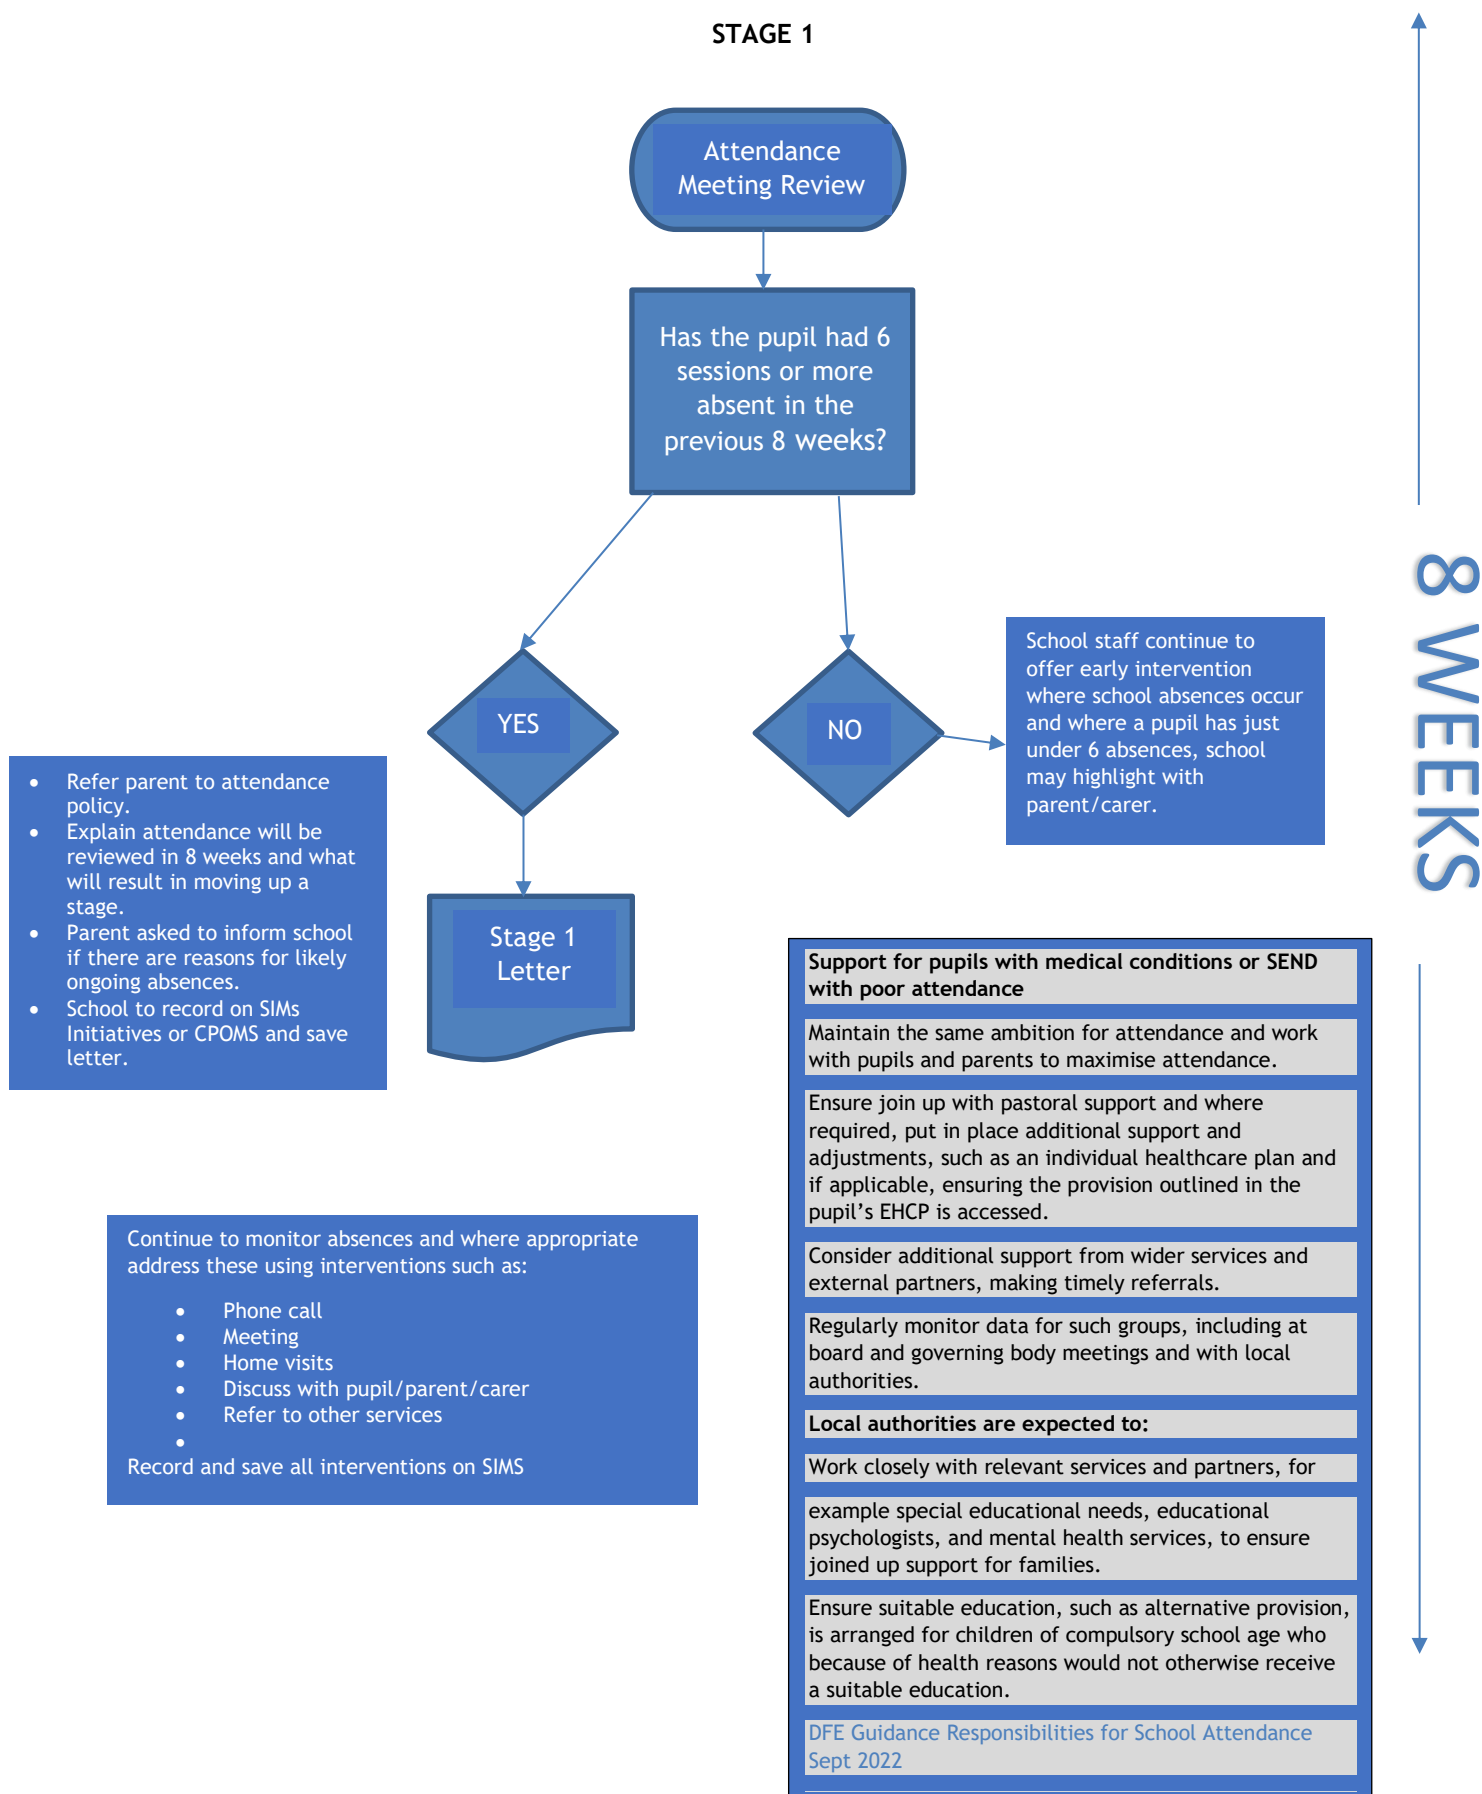 STAGE 1
Attendance
Meeting Review
Has the pupil had 6
sessions or more
absent in the
previous 8 weeks?
YES
NO
School staff continue to
offer early intervention
where school absences occur
and where a pupil has just
under 6 absences, school
may highlight with
parent/carer.
8 WEEKS
• Refer parent to attendance
policy.
• Explain attendance will be
reviewed in 8 weeks and what
will result in moving up a
stage.
• Parent asked to inform school
if there are reasons for likely
ongoing absences.
• School to record on SIMs
Initiatives or CPOMS and save
letter.
Stage 1
Letter
Support for pupils with medical conditions or SEND
with poor attendance
Maintain the same ambition for attendance and work
with pupils and parents to maximise attendance.
Ensure join up with pastoral support and where
required, put in place additional support and
adjustments, such as an individual healthcare plan and
if applicable, ensuring the provision outlined in the
pupil’s EHCP is accessed.
Consider additional support from wider services and
external partners, making timely referrals.
Regularly monitor data for such groups, including at
board and governing body meetings and with local
authorities.
Local authorities are expected to:
Work closely with relevant services and partners, for
example special educational needs, educational
psychologists, and mental health services, to ensure
joined up support for families.
Ensure suitable education, such as alternative provision,
is arranged for children of compulsory school age who
because of health reasons would not otherwise receive
a suitable education.
DFE Guidance Responsibilities for School Attendance
Sept 2022
Continue to monitor absences and where appropriate
address these using interventions such as:
• Phone call
• Meeting
• Home visits
• Discuss with pupil/parent/carer
• Refer to other services
•
Record and save all interventions on SIMS